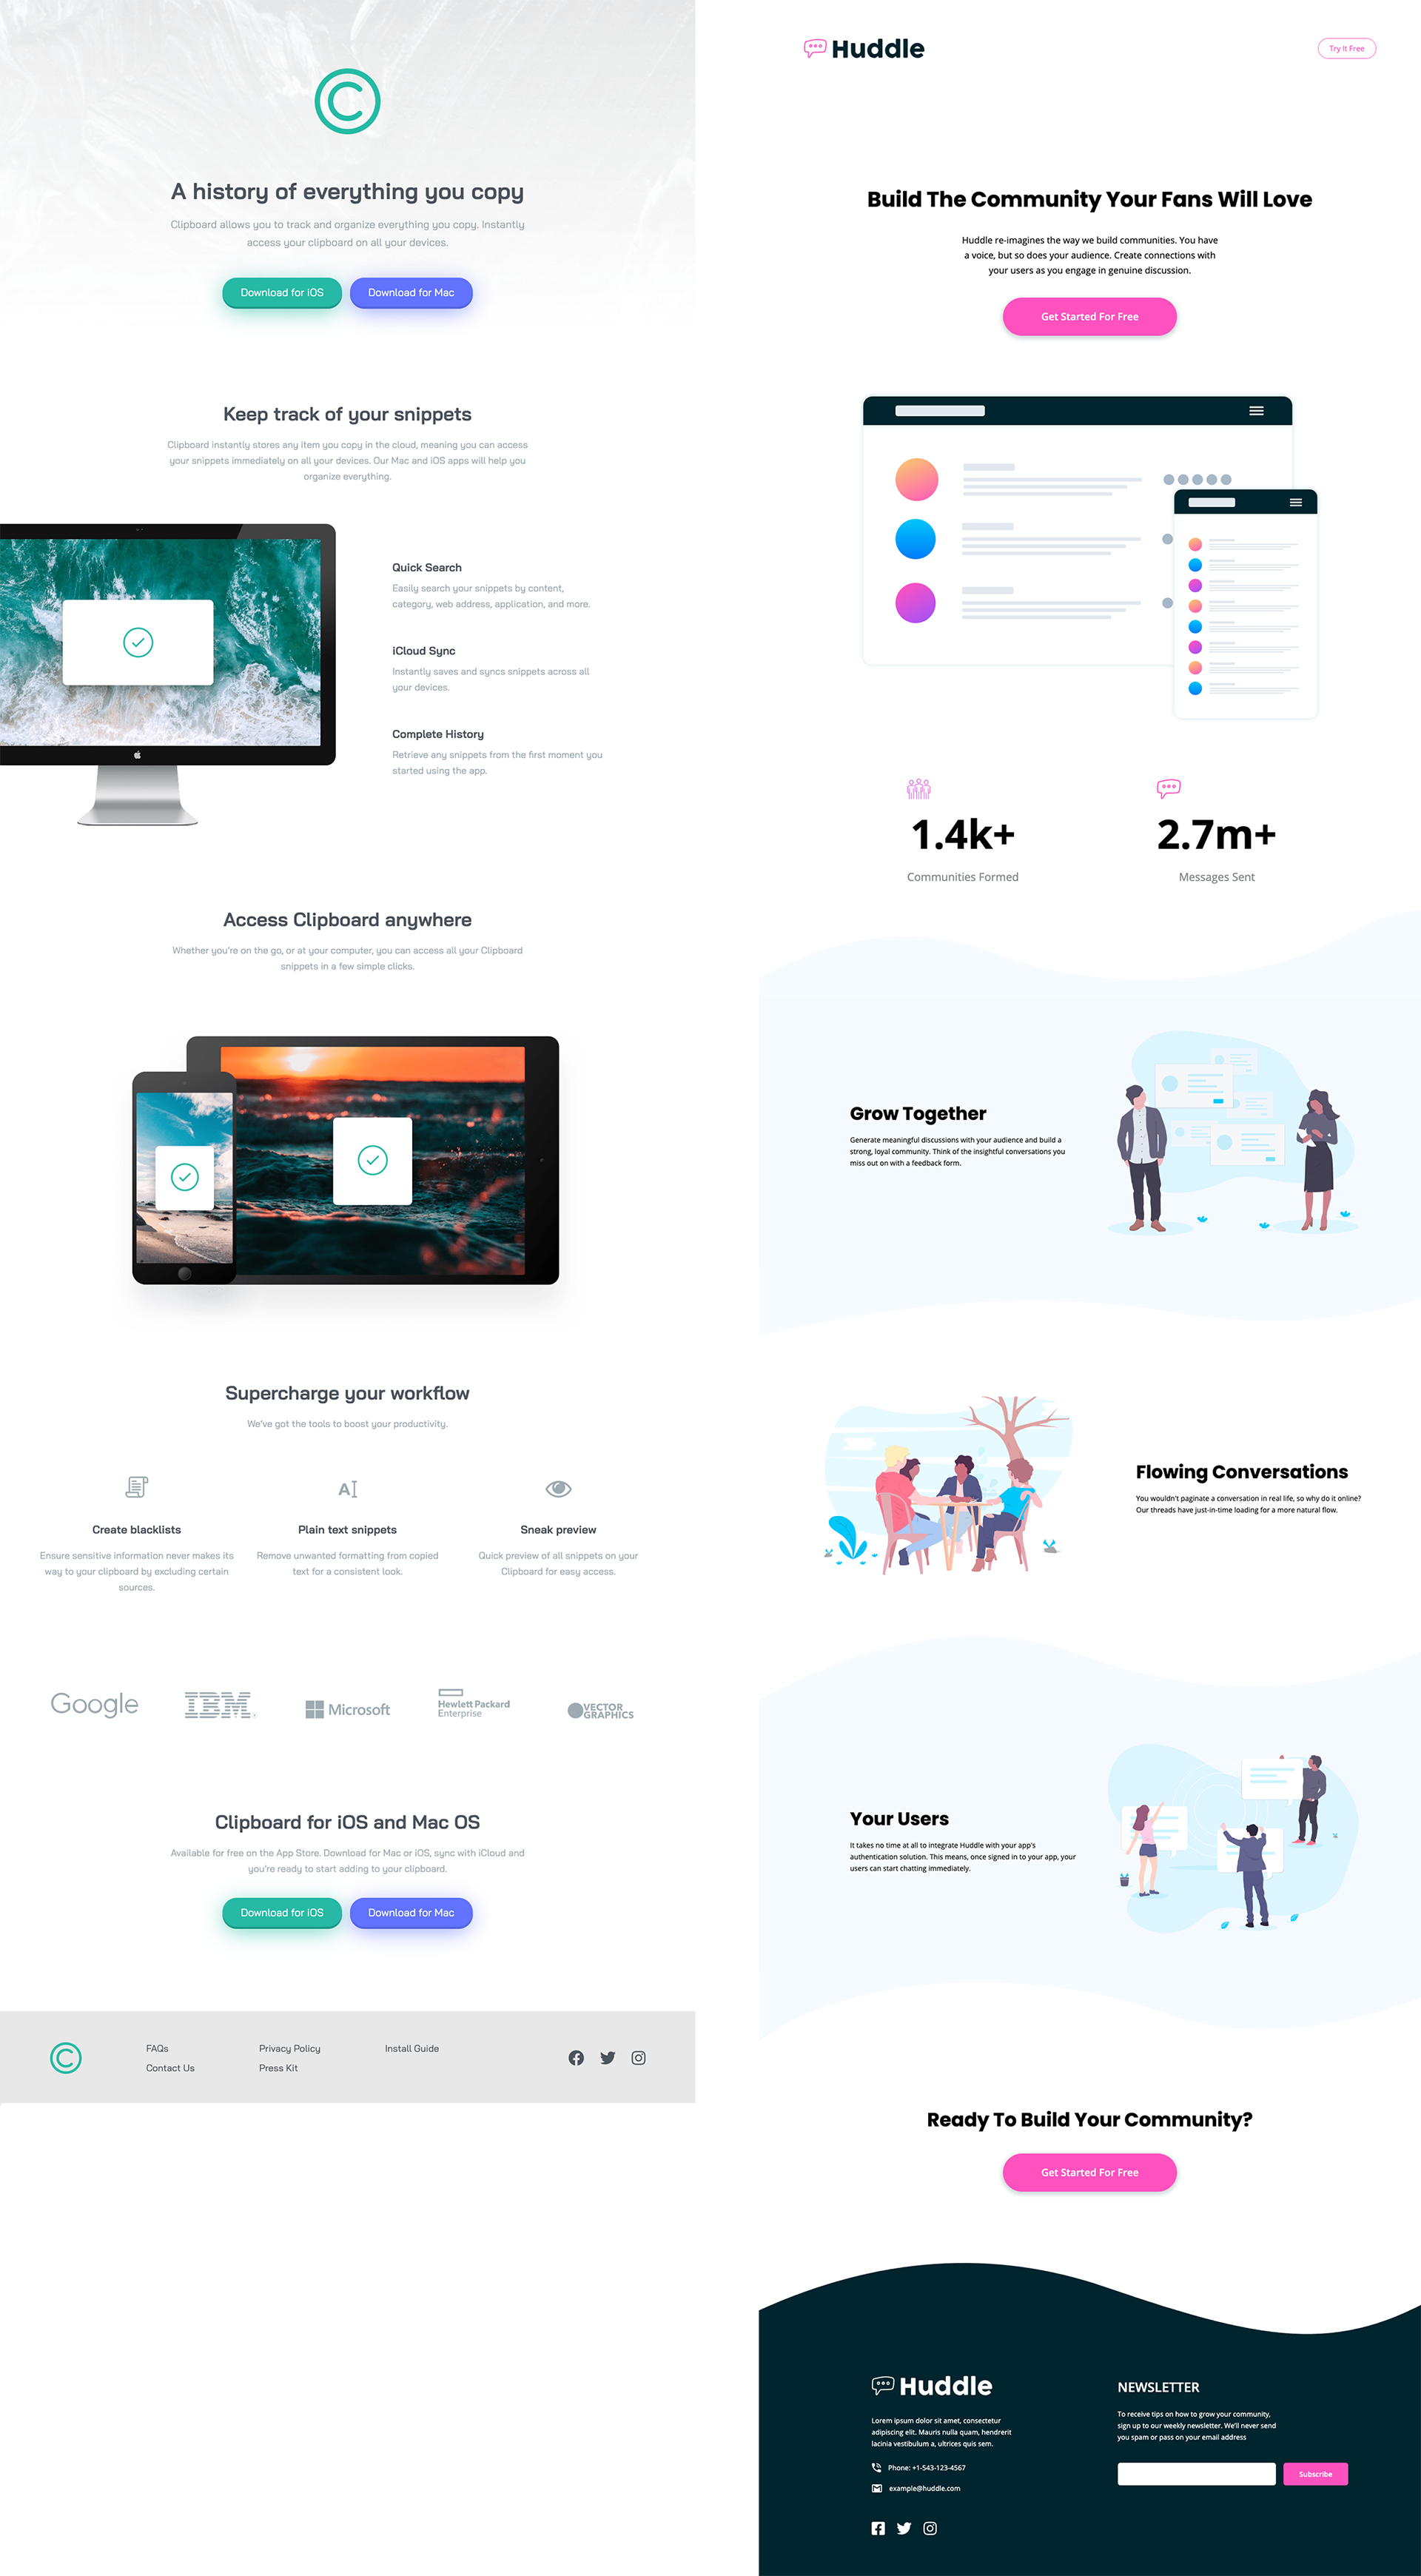 A history of everything you copy
Clipboard allows you to track and organize everything you copy. Instantly
access your clipboard on all your devices.
Download for iOS
Download for Mac
Keep track of your snippets
Clipboard instantly stores any item you copy in the cloud, meaning you can access
your snippets immediately on all your devices. Our Mac and iOS apps will help you
organize everything.
Quick Search
Easily search your snippets by content,
category, web address, application, and more.
iCloud Sync
Instantly saves and syncs snippets across all
your devices.
Complete History
Retrieve any snippets from the first moment you
started using the app.
Access Clipboard anywhere
Whether you're on the go, or at your computer, you can access all your Clipboard
snippets in a few simple clicks.
Supercharge your workflow
We've got the tools to boost your productivity.
Create blacklists
Ensure sensitive information never makes its
way to your clipboard by excluding certain
sources.
Plain text snippets
Remove unwanted formatting from copied
text for a consistent look.
Sneak preview
Quick preview of all snippets on your
Clipboard for easy access.
Google
IBM
Microsoft
Hewlett Packard
Enterprise
VECTOR
GRAPHICS
Clipboard for iOS and Mac OS
Available for free on the App Store. Download for Mac or iOS, sync with iCloud and
you're ready to start adding to your clipboard.
Download for iOS
Download for Mac
FAQs
Contact Us
Privacy Policy
Press Kit
Install Guide
Huddle
Try It Free
Build The Community Your Fans Will Love
Huddle re-imagines the way we build communities. You have
a voice, but so does your audience. Create connections with
your users as you engage in genuine discussion.
Get Started For Free
1.4k+
Communities Formed
2.7m+
Messages Sent
Grow Together
Generate meaningful discussions with your audience and build a
strong, loyal community. Think of the insightful conversations you
miss out on with a feedback form.
Flowing Conversations
You wouldn't paginate a conversation in real life, so why do it online?
Our threads have just-in-time loading for a more natural flow.
Your Users
It takes no time at all to integrate Huddle with your app's
authentication solution. This means, once signed in to your app, your
users can start chatting immediately.
Ready To Build Your Community?
Get Started For Free
Huddle
Lorem ipsum dolor sit amet, consectetur
adipiscing elit. Mauris nulla quam, hendrerit
lacinia vestibulum a, ultrices quis sem.
Phone: +1-543-123-4567
example@huddle.com
NEWSLETTER
To receive tips on how to grow your community,
sign up to our weekly newsletter. We'll never send
you spam or pass on your email address
Subscribe